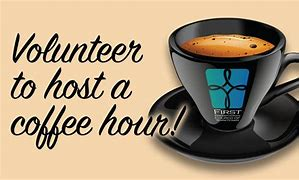 Volunteer
to host a
coffee hour!
FIRST